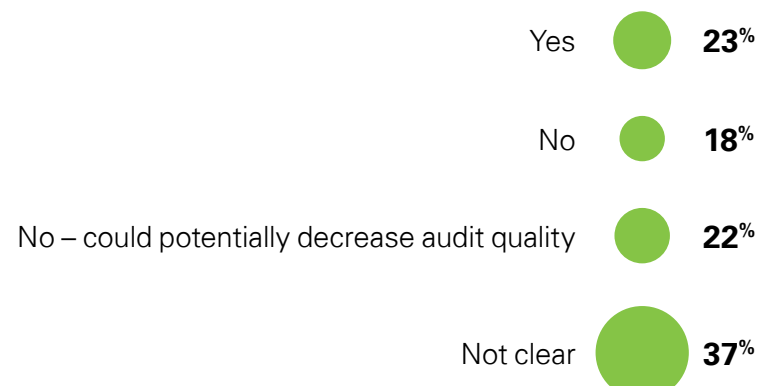 Yes 23%
No 18%
No – could potentially decrease audit quality 22%
Not clear 37%